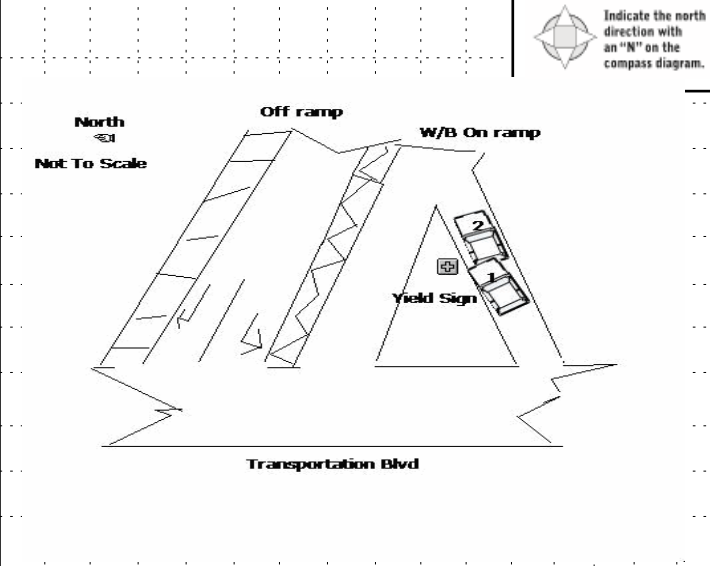 Indicate the north
direction with
an “N” on the
compass diagram.
North
Off ramp
W/B On ramp
Not To Scale
2
1
Yield Sign
Transportation Blvd